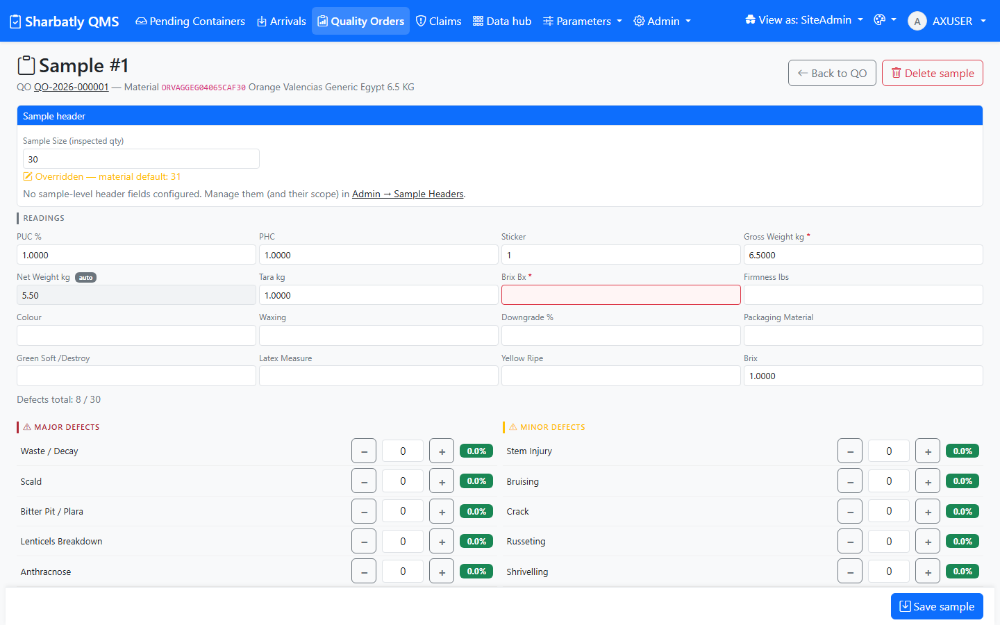 Sharbatly QMS Pending Containers Arrivals Quality Orders Claims Data hub Parameters Admin View as: SiteAdmin A AXUSER
Sample #1
QO QO-2026-000001 — Material ORVAGGEG04065CAF30 Orange Valencias Generic Egypt 6.5 KG
← Back to QO Delete sample
Sample header
Sample Size (inspected qty)
30
Overridden — material default: 31
No sample-level header fields configured. Manage them (and their scope) in Admin → Sample Headers.
READINGS
PUC % PHC Sticker Gross Weight kg *
1.0000 1.0000 1 6.5000
Net Weight kg auto Tara kg Brix Bx * Firmness lbs
5.50 1.0000
Colour Waxing Downgrade % Packaging Material
Green Soft /Destroy Latex Measure Yellow Ripe Brix
1.0000
Defects total: 8 / 30
MAJOR DEFECTS MINOR DEFECTS
Waste / Decay − 0 + 0.0% Stem Injury − 0 + 0.0%
Scald − 0 + 0.0% Bruising − 0 + 0.0%
Bitter Pit / Plara − 0 + 0.0% Crack − 0 + 0.0%
Lenticels Breakdown − 0 + 0.0% Russeting − 0 + 0.0%
Anthracnose − 0 + 0.0% Shrivelling − 0 + 0.0%
Save sample